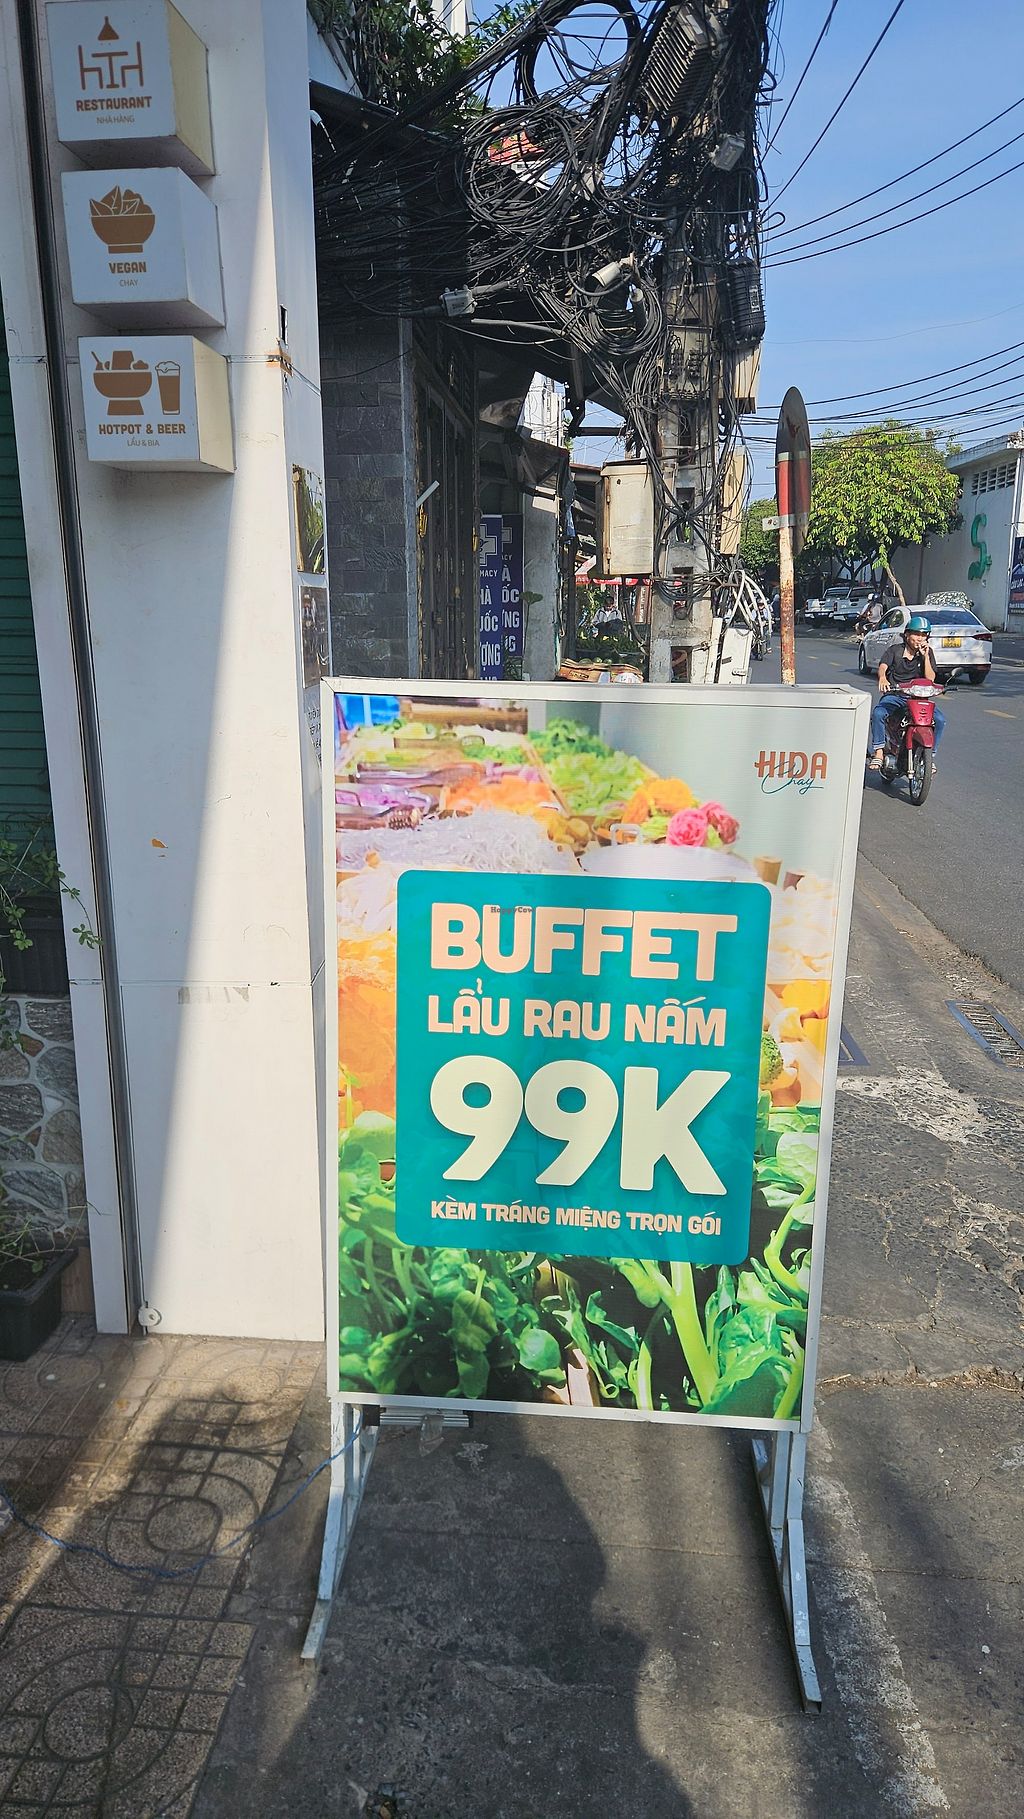 RESTAURANT
NHÀ HÀNG
VEGAN
CHAY
HOTPOT & BEER
LẨU & BIA
HIDA
Chay
HappyCow
BUFFET
LẨU RAU NẤM
99K
KÈM TRÁNG MIỆNG TRỌN GÓI